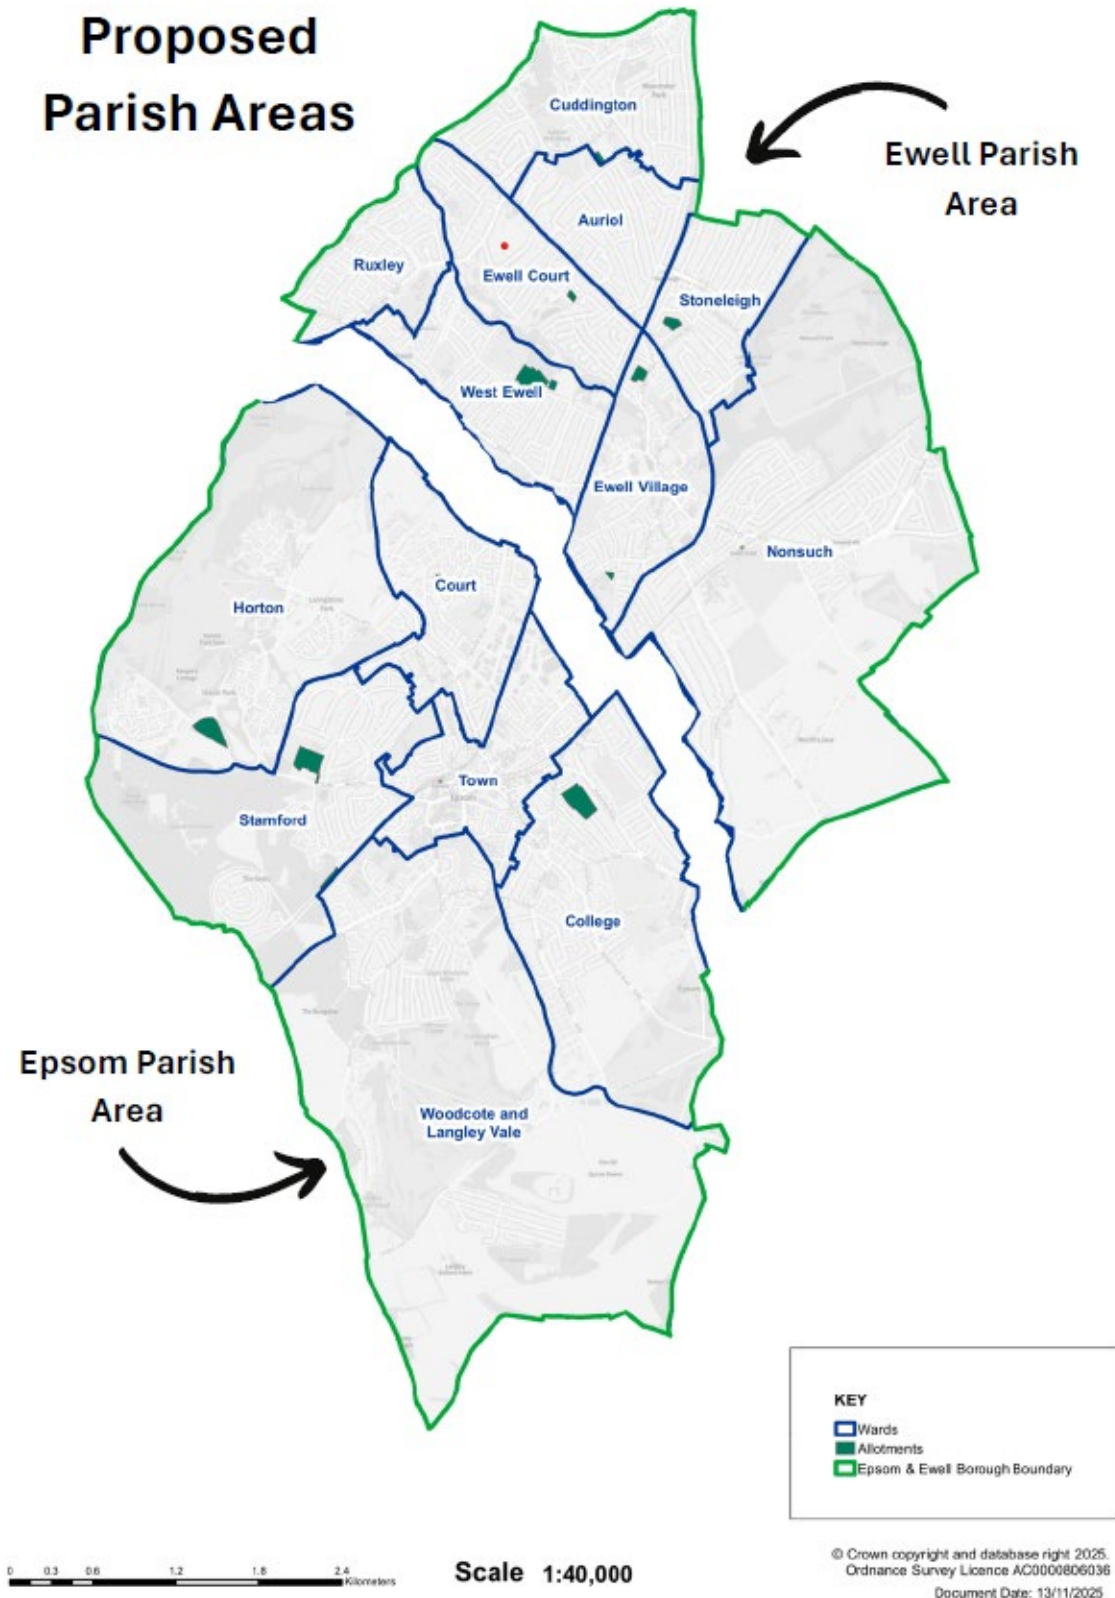 Proposed
Parish Areas
Cuddington
Ewell Parish
Area
Auriol
Ruxley
Ewell Court
Stoneleigh
West Ewell
Ewell Village
Nonsuch
Court
Horton
Town
Stamford
College
Epsom Parish
Area
Woodcote and
Langley Vale
KEY
Wards
Allotments
Epsom & Ewell Borough Boundary
0 0.3 0.6 1.2 1.8 2.4
Kilometers
Scale 1:40,000
© Crown copyright and database right 2025.
Ordnance Survey Licence AC0000806036
Document Date: 13/11/2025